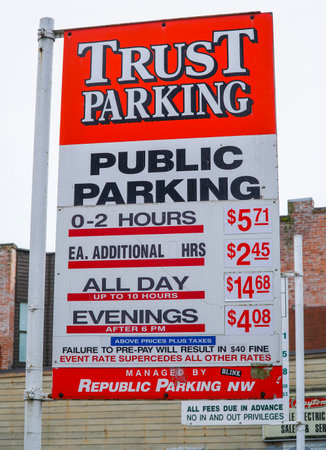 TRUST
PARKING
PUBLIC
PARKING
0-2 HOURS $5.71
EA. ADDITIONAL HRS $2.45
ALL DAY $14.68
UP TO 10 HOURS
EVENINGS $4.08
AFTER 6 PM
ABOVE PRICES PLUS TAXES
FAILURE TO PRE-PAY WILL RESULT IN $40 FINE
EVENT RATE SUPERCEDES ALL OTHER RATES
MANAGED BY BLINK
REPUBLIC PARKING NW
ALL FEES DUE IN ADVANCE
NO IN AND OUT PRIVILEGES
SALES & SER